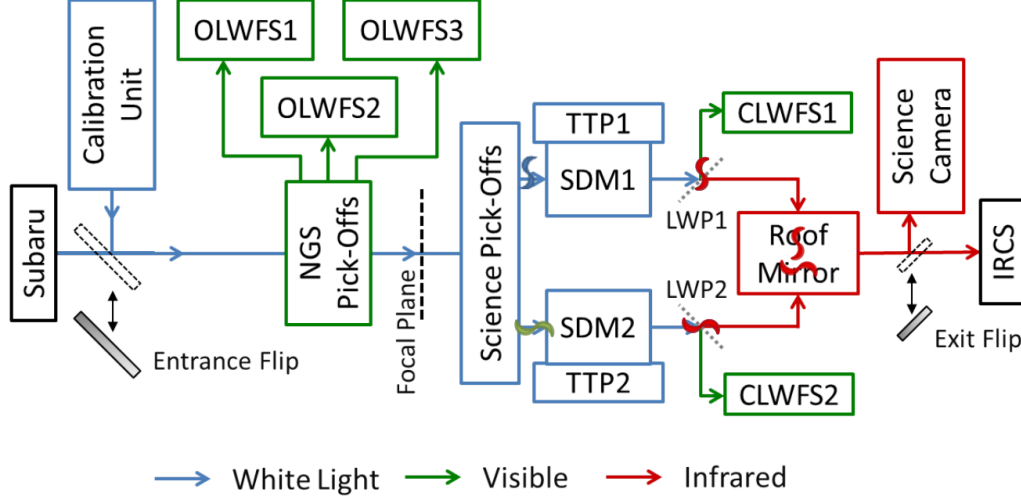 Calibration
Unit
OLWFS1
OLWFS3
OLWFS2
Subaru
Entrance Flip
NGS
Pick-Offs
Focal Plane
Science Pick-Offs
TTP1
SDM1
SDM2
TTP2
LWP1
LWP2
CLWFS1
CLWFS2
Roof
Mirror
Science
Camera
Exit Flip
IRCS
White Light
Visible
Infrared